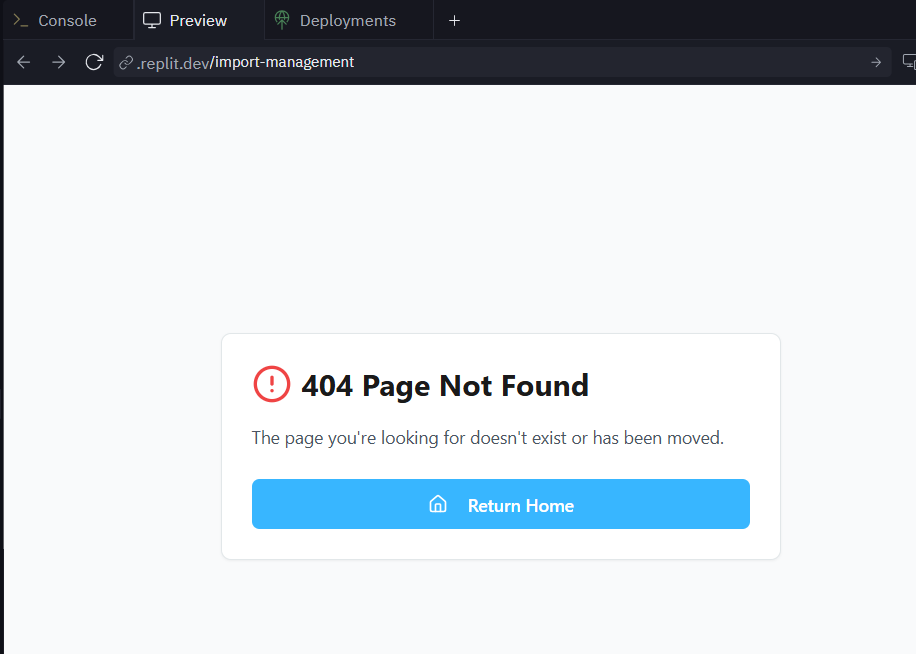 Console
Preview
Deployments
.replit.dev/import-management
404 Page Not Found
The page you're looking for doesn't exist or has been moved.
Return Home